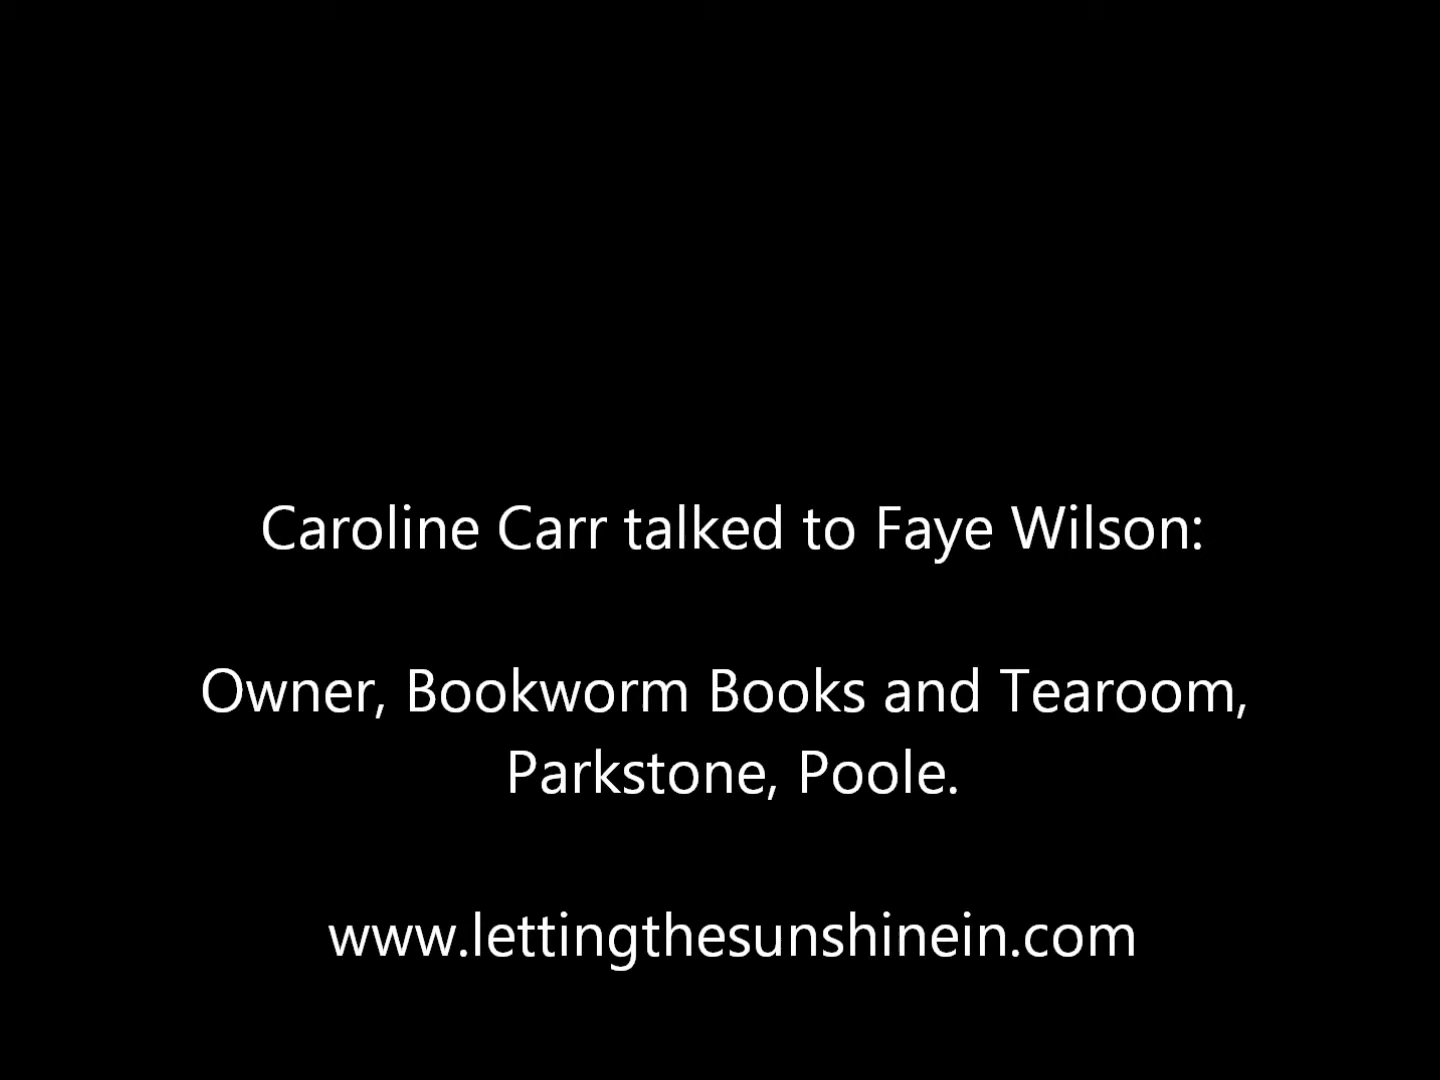 Caroline Carr talked to Faye Wilson:
Owner, Bookworm Books and Tearoom,
Parkstone, Poole.
www.lettingthesunshinein.com